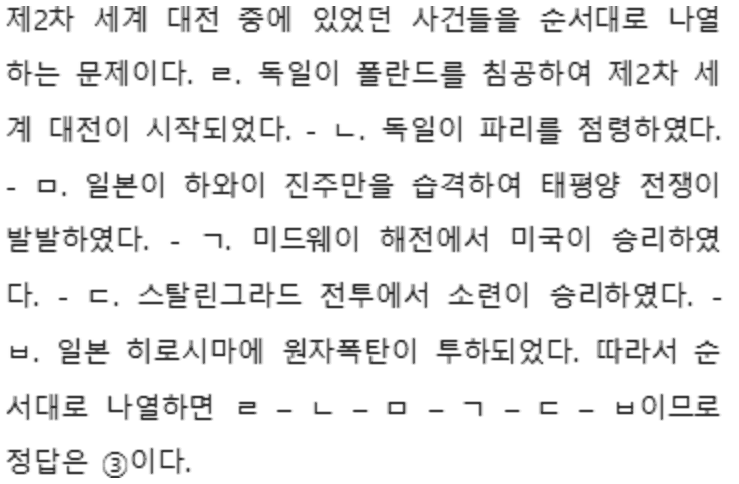 제2차 세계 대전 중에 있었던 사건들을 순서대로 나열
하는 문제이다. ㄹ. 독일이 폴란드를 침공하여 제2차 세
계 대전이 시작되었다. - ㄴ. 독일이 파리를 점령하였다.
- ㅁ. 일본이 하와이 진주만을 습격하여 태평양 전쟁이
발발하였다. - ㄱ. 미드웨이 해전에서 미국이 승리하였
다. - ㄷ. 스탈린그라드 전투에서 소련이 승리하였다. -
ㅂ. 일본 히로시마에 원자폭탄이 투하되었다. 따라서 순
서대로 나열하면 ㄹ – ㄴ – ㅁ – ㄱ – ㄷ – ㅂ이므로
정답은 ③이다.